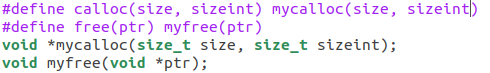 #define calloc(size, sizeint) mycalloc(size, sizeint)
#define free(ptr) myfree(ptr)
void *mycalloc(size_t size, size_t sizeint);
void myfree(void *ptr);